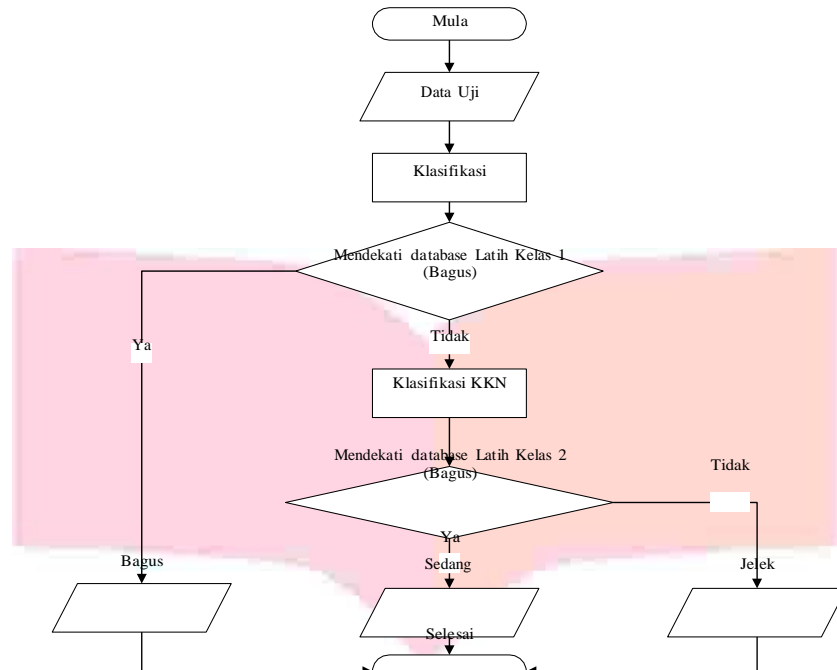 Mula
Data Uji
Klasifikasi
Mendekati database Latih Kelas 1
(Bagus)
Ya
Tidak
Klasifikasi KKN
Mendekati database Latih Kelas 2
(Bagus)
Tidak
Ya
Bagus
Sedang
Jelek
Selesai